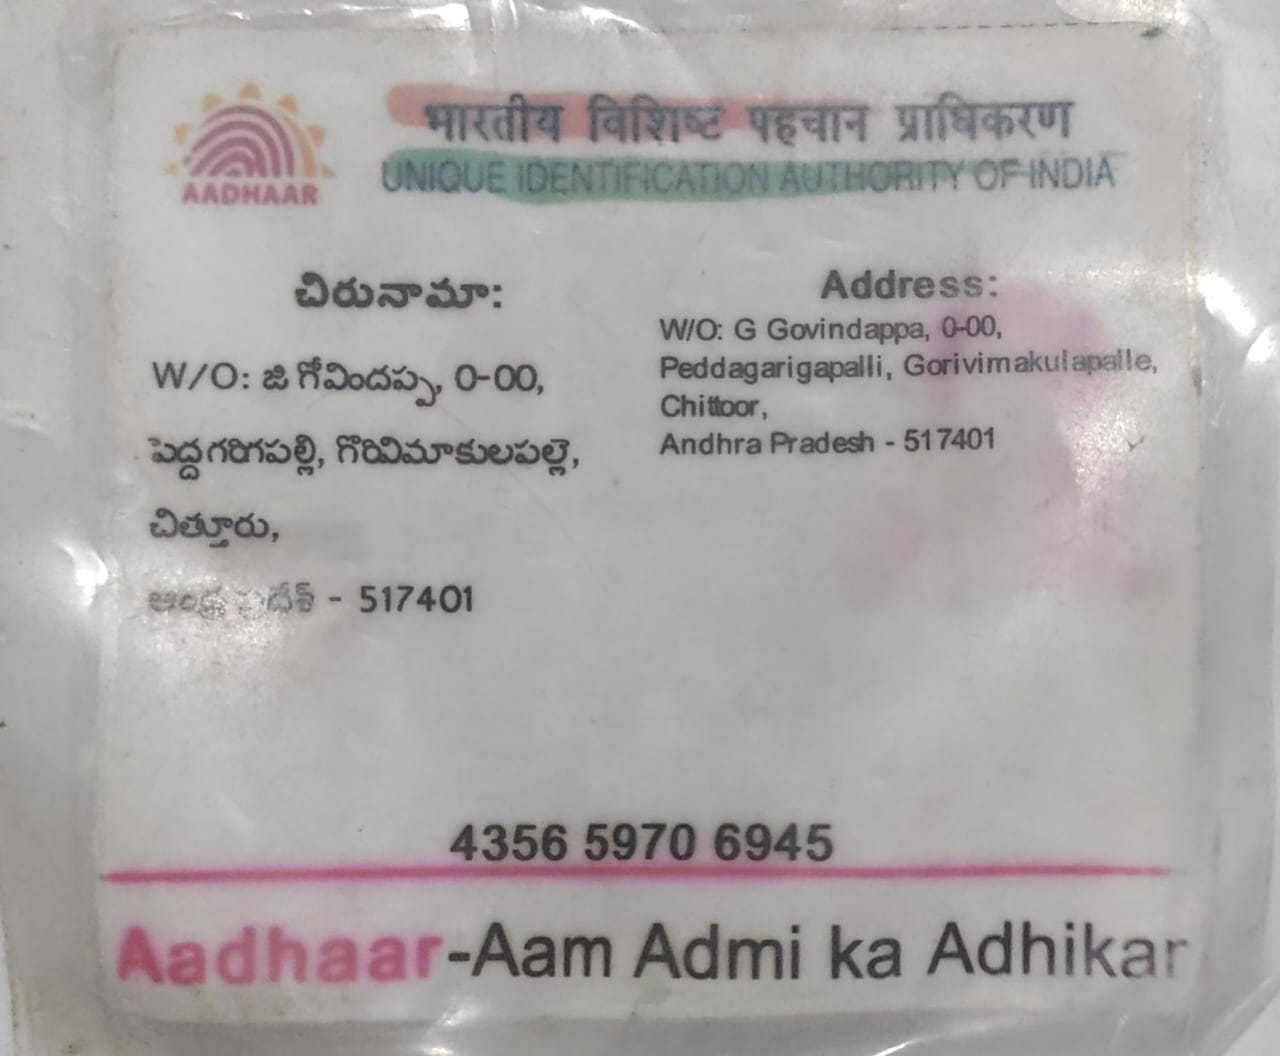 भारतीय विशिष्ट पहचान प्राधिकरण
UNIQUE IDENTIFICATION AUTHORITY OF INDIA
AADHAAR
చిరునామా:
W/O: జి గోవిందప్ప, 0-00,
పెద్దగరిగపల్లి, గొరివిమాకులపల్లె,
చిత్తూరు,
ఆంధ్ర ప్రదేశ్ - 517401
Address:
W/O: G Govindappa, 0-00,
Peddagarigapalli, Gorivimakulapalle,
Chittoor,
Andhra Pradesh - 517401
4356 5970 6945
Aadhaar-Aam Admi ka Adhikar